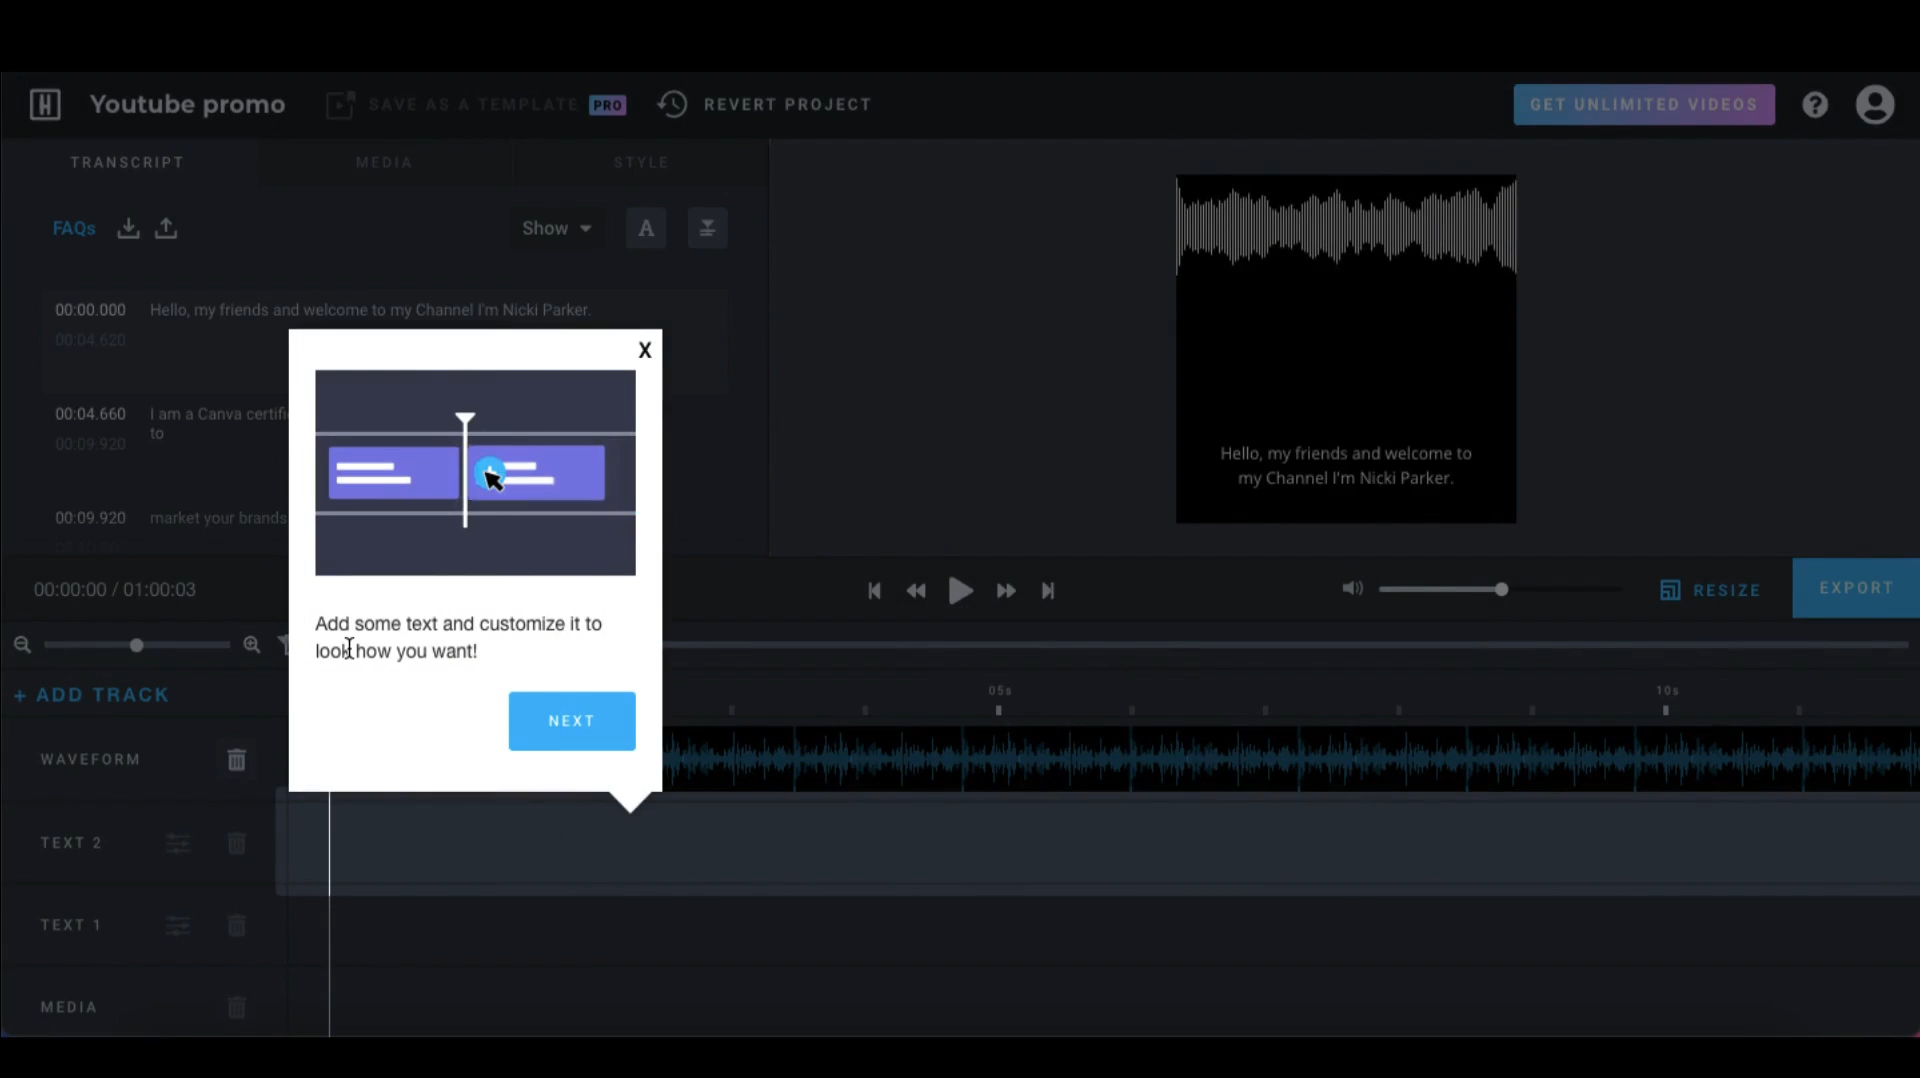 Youtube promo
SAVE AS A TEMPLATE PRO
REVERT PROJECT
GET UNLIMITED VIDEOS
?
TRANSCRIPT
MEDIA
STYLE
FAQs
Show
A
00:00.000 Hello, my friends and welcome to my Channel I'm Nicki Parker.
00:04.620
00:04.660 I am a Canva certifi
to
00:09.920
00:09.920 market your brands
X
Add some text and customize it to
look how you want!
NEXT
Hello, my friends and welcome to
my Channel I'm Nicki Parker.
00:00:00 / 01:00:03
RESIZE
EXPORT
+ ADD TRACK
05s
10s
WAVEFORM
TEXT 2
TEXT 1
MEDIA